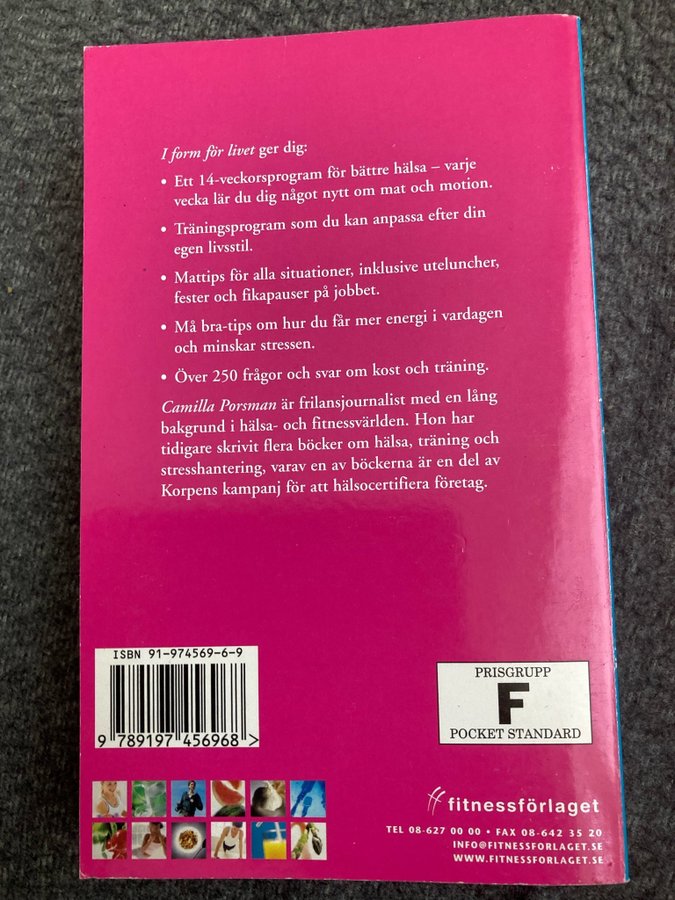 I form för livet ger dig:
• Ett 14-veckorsprogram för bättre hälsa – varje
vecka lär du dig något nytt om mat och motion.
• Träningsprogram som du kan anpassa efter din
egen livsstil.
• Mattips för alla situationer, inklusive uteluncher,
fester och fikapauser på jobbet.
• Må bra-tips om hur du får mer energi i vardagen
och minskar stressen.
• Över 250 frågor och svar om kost och träning.
Camilla Porsman är frilansjournalist med en lång
bakgrund i hälsa- och fitnessvärlden. Hon har
tidigare skrivit flera böcker om hälsa, träning och
stresshantering, varav en av böckerna är en del av
Korpens kampanj för att hälsocertifiera företag.
ISBN 91-974569-6-9
9 789197 456968 >
PRISGRUPP
F
POCKET STANDARD
fitnessförlaget
TEL 08-627 00 00 • FAX 08-642 35 20
INFO@FITNESSFORLAGET.SE
WWW.FITNESSFORLAGET.SE